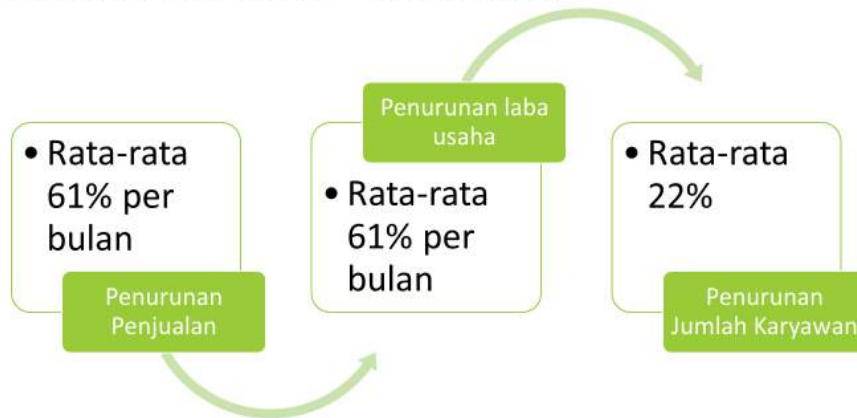 • Rata-rata
61% per
bulan
Penurunan
Penjualan
Penurunan laba
usaha
• Rata-rata
61% per
bulan
• Rata-rata
22%
Penurunan
Jumlah Karyawan